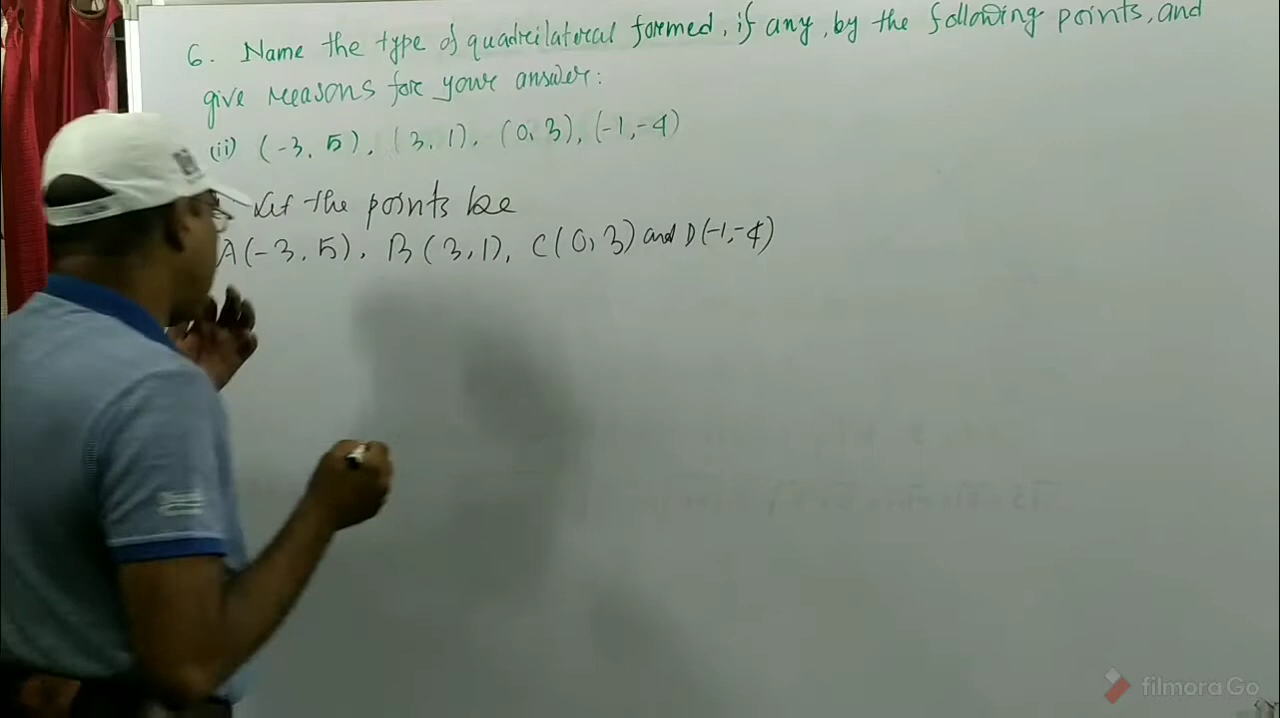 6. Name the type of quadrilateral formed, if any, by the following points, and
give reasons for your answer:
(ii) (-3, 5), (3, 1), (0, 3), (-1, -4)
Let the points be
A(-3, 5), B(3, 1), C(0, 3) and D(-1, -4)
filmoraGo